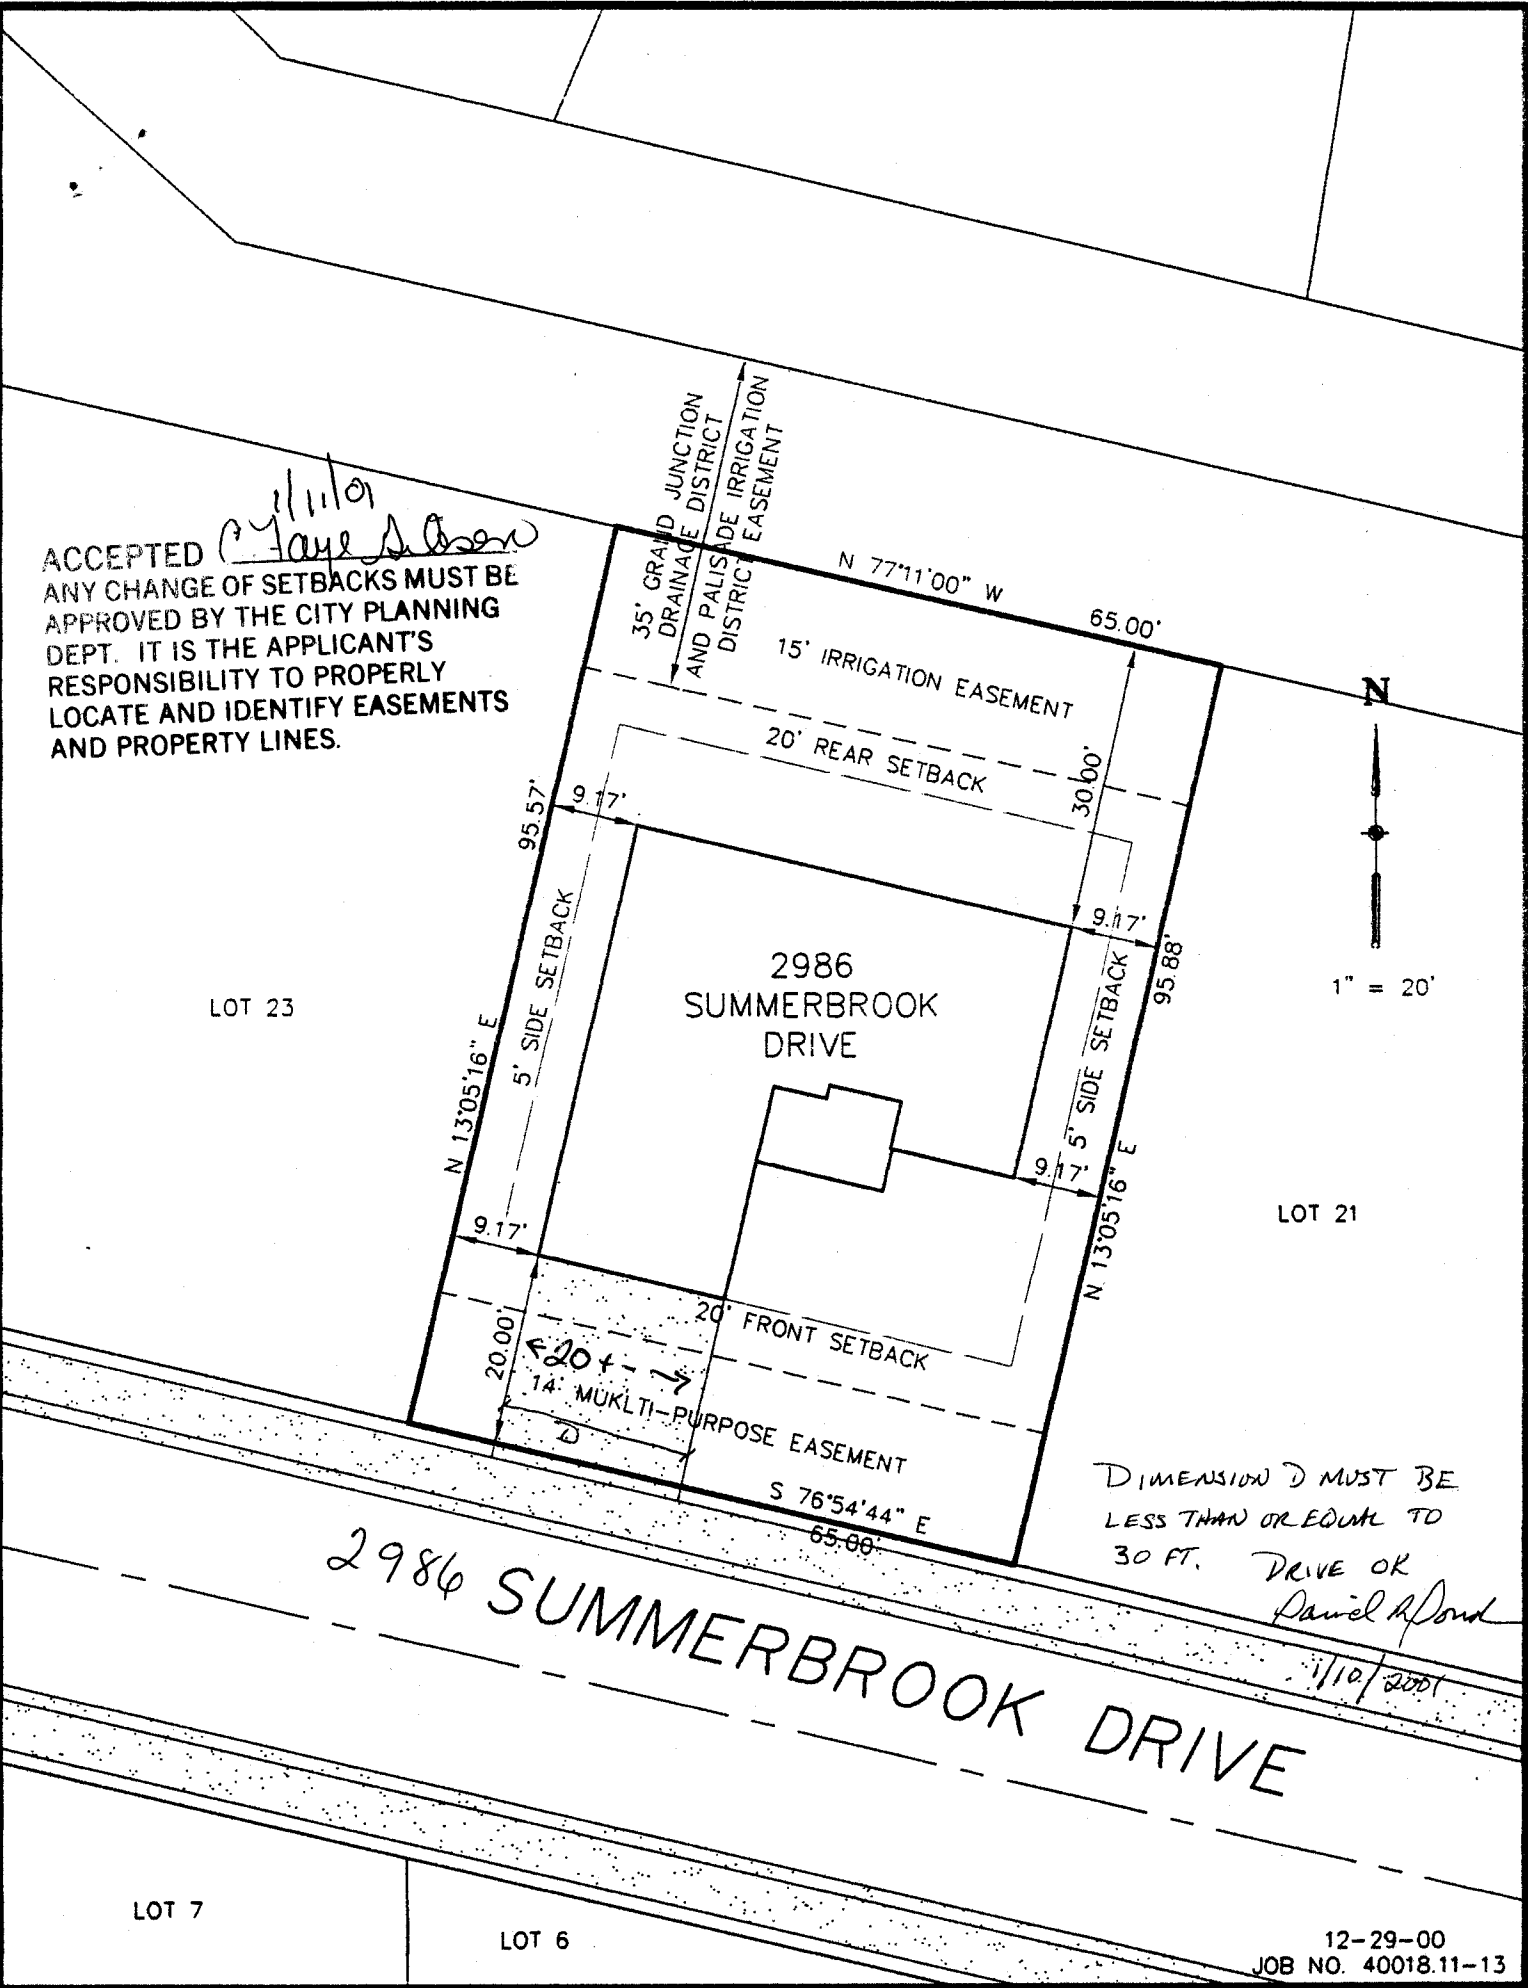 35' GRAND JUNCTION
DRAINAGE DISTRICT
AND PALISADE IRRIGATION
DISTRICT EASEMENT
1/11/01
ACCEPTED C. Faye
ANY CHANGE OF SETBACKS MUST BE
APPROVED BY THE CITY PLANNING
DEPT. IT IS THE APPLICANT'S
RESPONSIBILITY TO PROPERLY
LOCATE AND IDENTIFY EASEMENTS
AND PROPERTY LINES.
N 77°11'00" W
65.00'
15' IRRIGATION EASEMENT
20' REAR SETBACK
30.00'
N
1" = 20'
95.57'
9.17'
9.17'
95.88'
5' SIDE SETBACK
N 13°05'16" E
2986
SUMMERBROOK
DRIVE
5' SIDE SETBACK
N 13°05'16" E
LOT 23
LOT 21
9.17'
9.17'
20.00'
20' FRONT SETBACK
20+-
14' MUKLTI-PURPOSE EASEMENT
D
S 76°54'44" E
65.00'
DIMENSION D MUST BE
LESS THAN OR EQUAL TO
30 FT. DRIVE OK
Daniel
1/10/2001
2986 SUMMERBROOK DRIVE
LOT 7
LOT 6
12-29-00
JOB NO. 40018.11-13